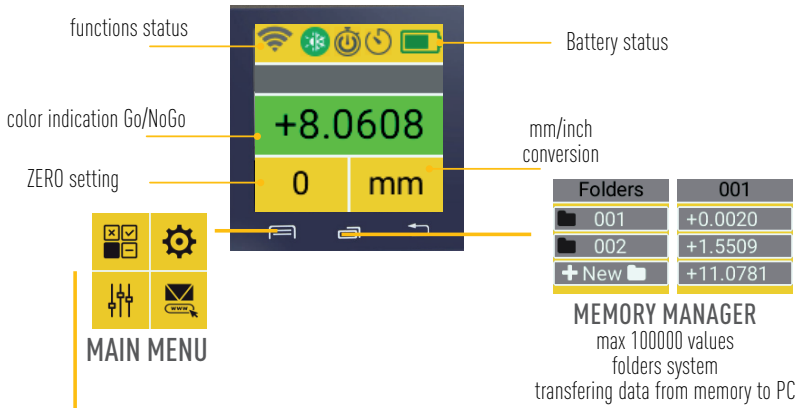 functions status
Battery status
color indication Go/NoGo
+8.0608
mm/inch
conversion
ZERO setting
0
mm
Folders
001
001
+0.0020
002
+1.5509
New
+11.0781
www
MAIN MENU
MEMORY MANAGER
max 100000 values
folders system
transfering data from memory to PC